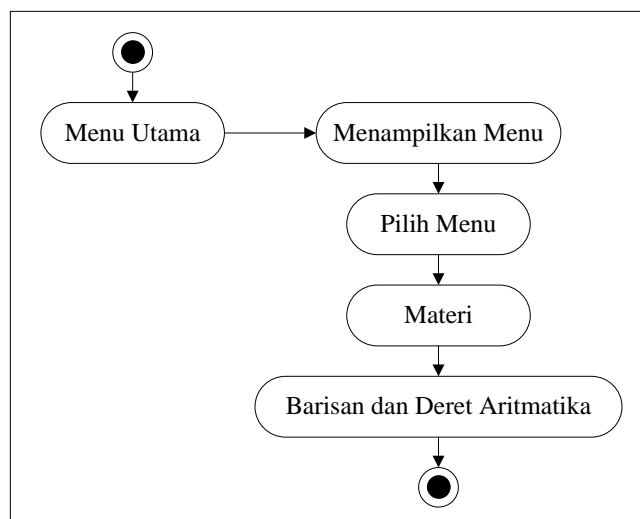 Menu Utama
Menampilkan Menu
Pilih Menu
Materi
Barisan dan Deret Aritmatika